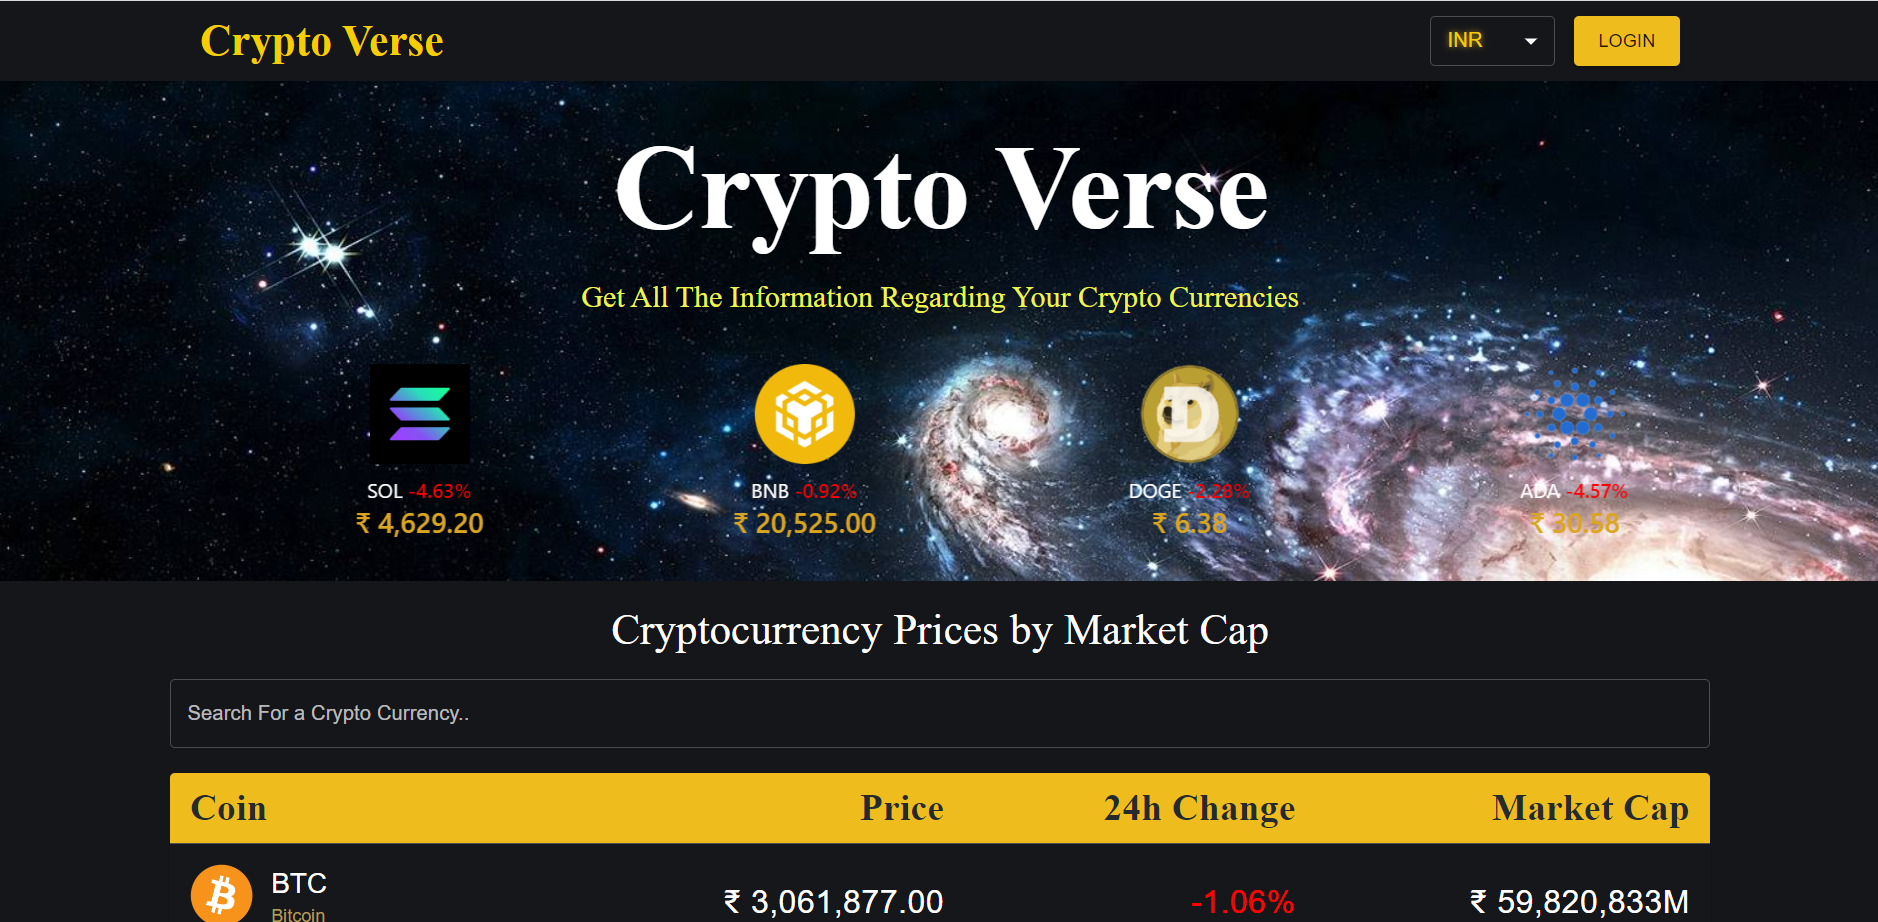 Crypto Verse
INR
LOGIN
Crypto Verse
Get All The Information Regarding Your Crypto Currencies
SOL -4.63%
₹ 4,629.20
BNB -0.92%
₹ 20,525.00
DOGE -2.28%
₹ 6.38
ADA -4.57%
₹ 30.58
Cryptocurrency Prices by Market Cap
Search For a Crypto Currency..
Coin Price 24h Change Market Cap
BTC
Bitcoin
₹ 3,061,877.00 -1.06% ₹ 59,820,833M